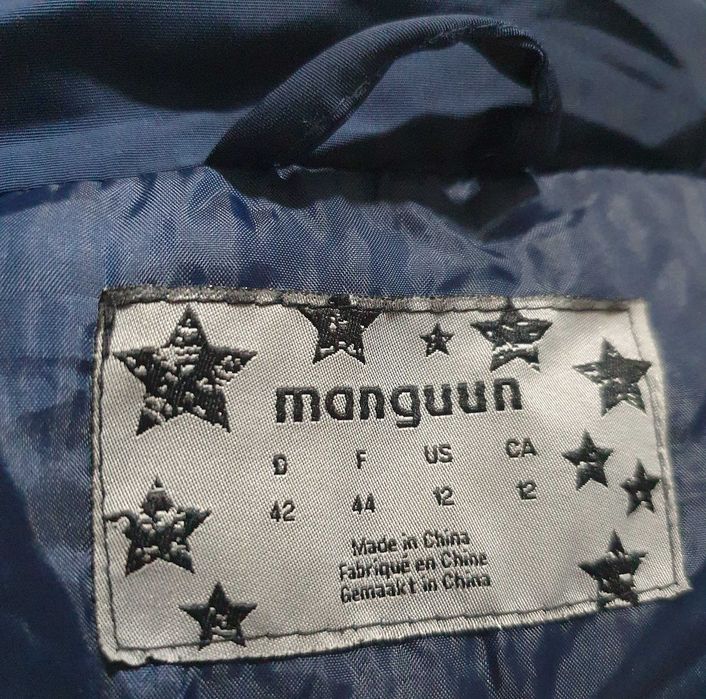 manguun
D F US CA
42 44 12 12
Made in China
Fabriqué en Chine
Gemaakt in China